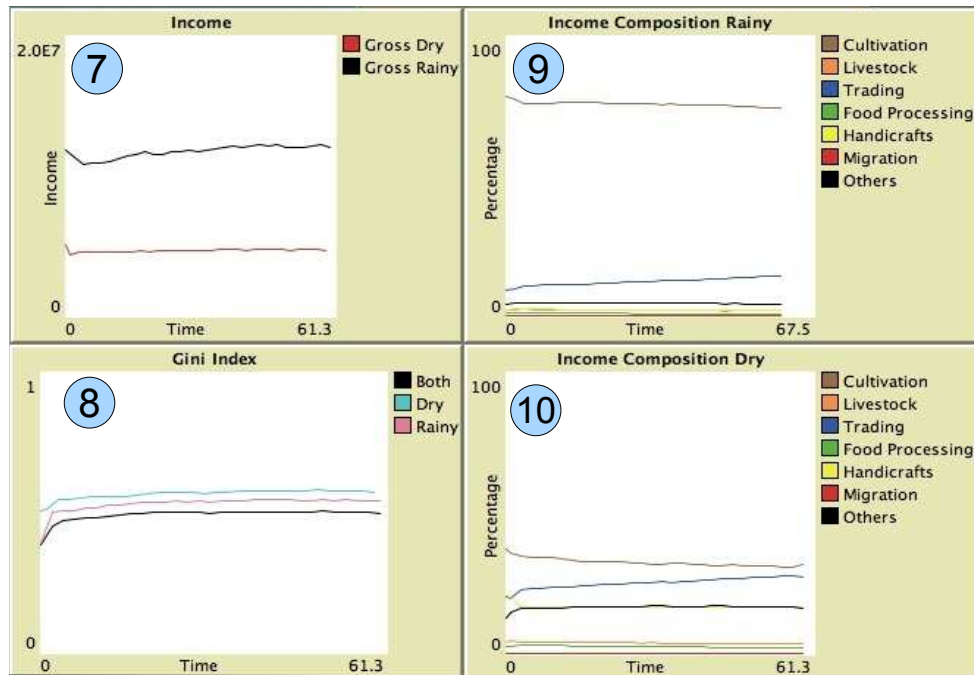 Income
2.0E7
7
Gross Dry
Gross Rainy
Income
0
0
Time
61.3
Income Composition Rainy
100
9
Cultivation
Livestock
Trading
Food Processing
Handicrafts
Migration
Others
Percentage
0
0
Time
67.5
Gini Index
1
8
Both
Dry
Rainy
0
0
Time
61.3
Income Composition Dry
100
10
Cultivation
Livestock
Trading
Food Processing
Handicrafts
Migration
Others
Percentage
0
0
Time
61.3